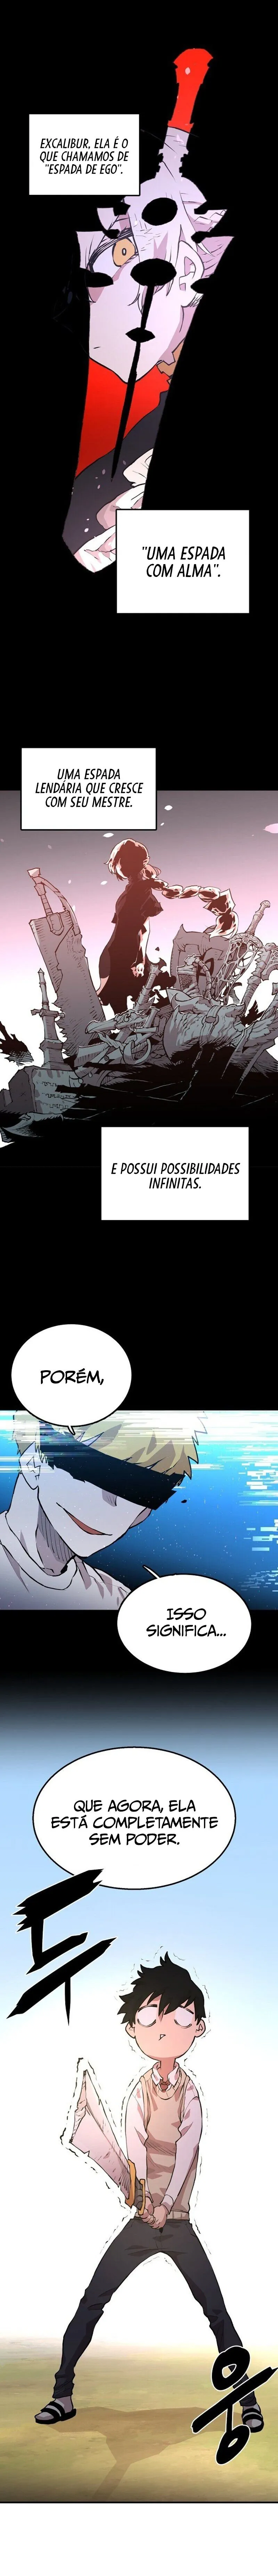 EXCALIBUR, ELA É O
QUE CHAMAMOS DE
"ESPADA DE EGO".
"UMA ESPADA
COM ALMA".
UMA ESPADA
LENDÁRIA QUE CRESCE
COM SEU MESTRE.
E POSSUI POSSIBILIDADES
INFINITAS.
PORÉM,
ISSO
SIGNIFICA...
QUE AGORA, ELA
ESTÁ COMPLETAMENTE
SEM PODER.
두
웅